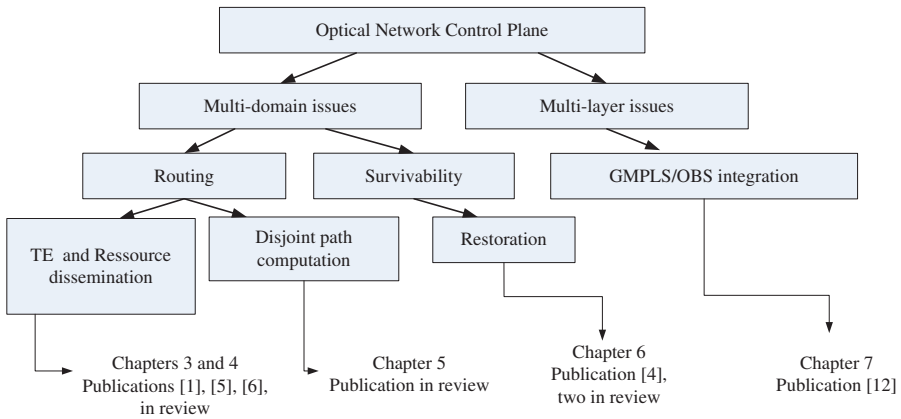 Optical Network Control Plane
Multi-domain issues
Multi-layer issues
Routing
Survivability
GMPLS/OBS integration
TE and Ressource
dissemination
Disjoint path
computation
Restoration
Chapters 3 and 4
Publications [1], [5], [6],
in review
Chapter 5
Publication in review
Chapter 6
Publication [4],
two in review
Chapter 7
Publication [12]